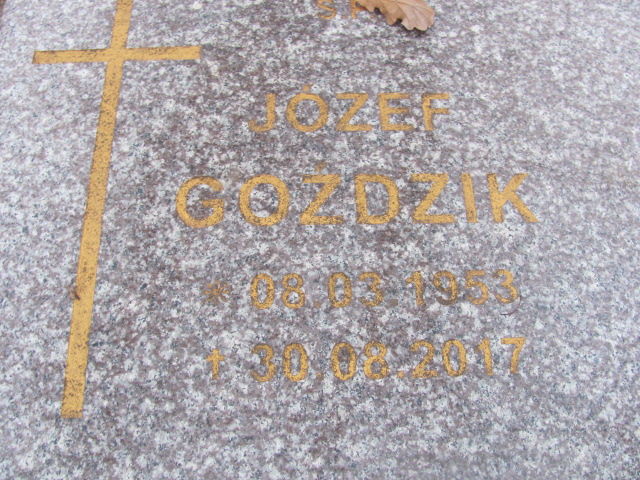 JÓZEF
GOŹDZIK
* 08.03.1953
✝ 30.08.2017